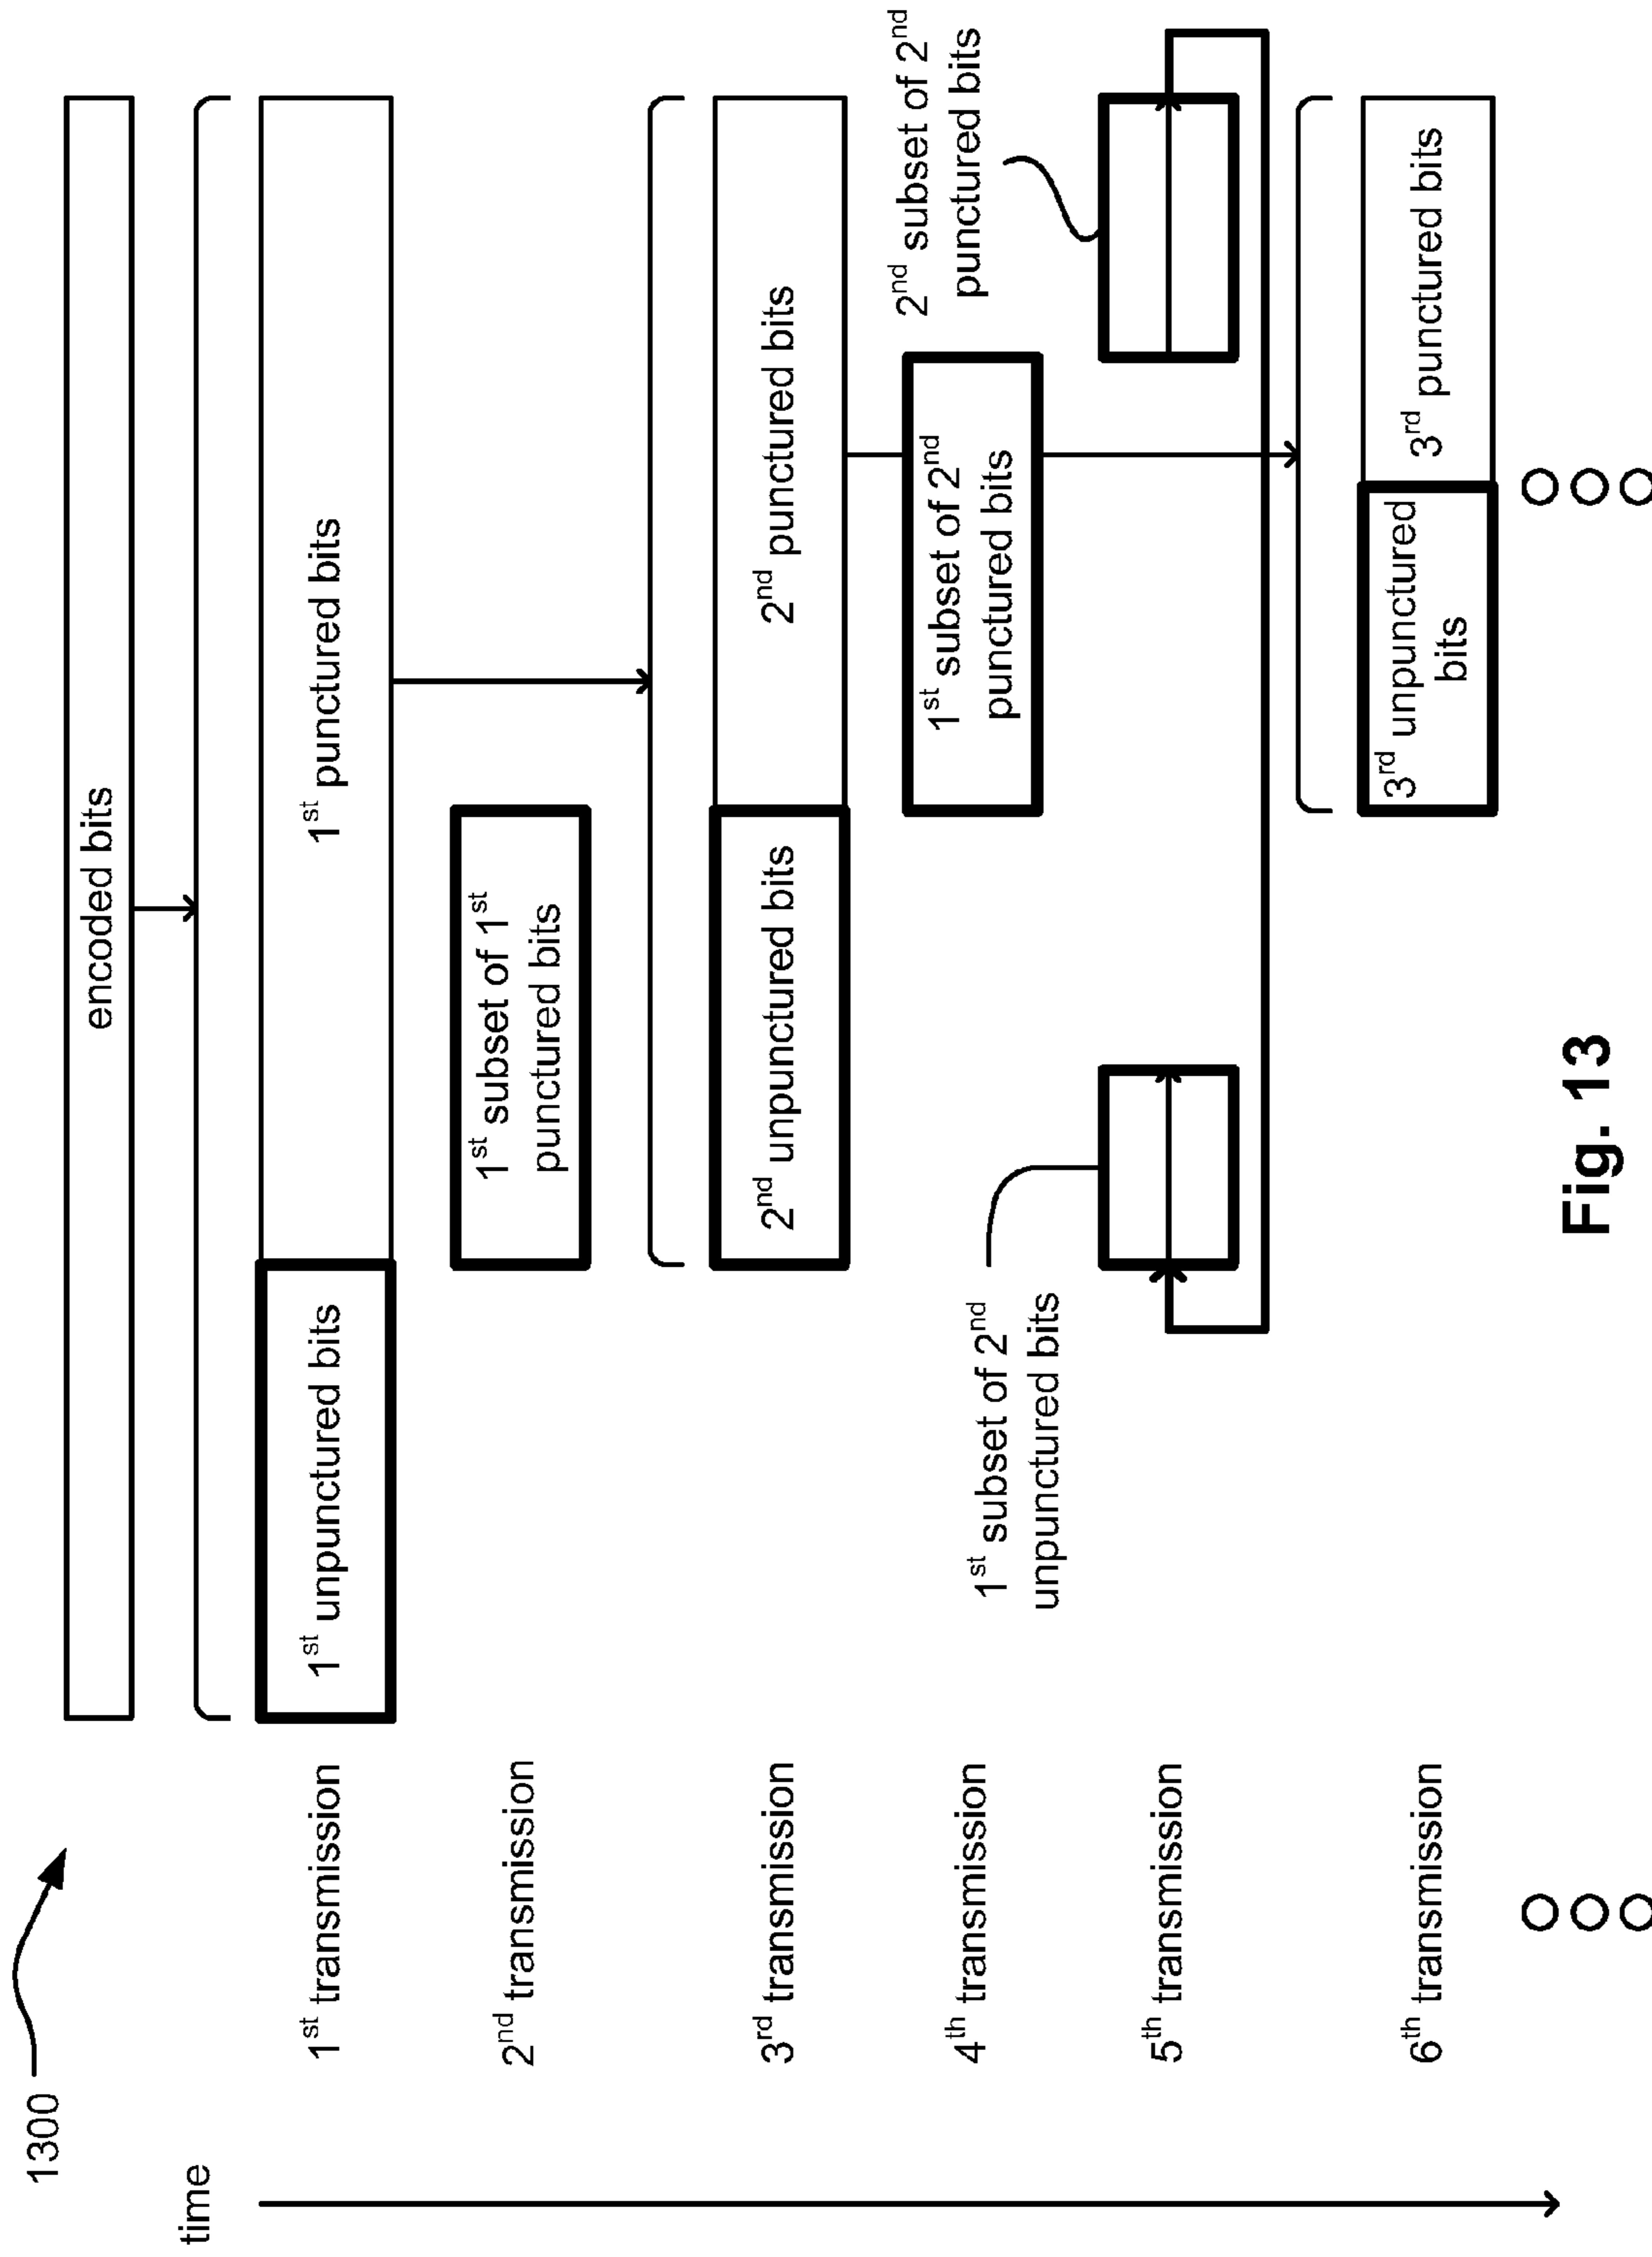 1300
time
encoded bits
1st transmission
1st unpunctured bits
1st punctured bits
2nd transmission
1st subset of 1st
punctured bits
3rd transmission
2nd unpunctured bits
2nd punctured bits
4th transmission
1st subset of 2nd
punctured bits
1st subset of 2nd
unpunctured bits
2nd subset of 2nd
punctured bits
5th transmission
6th transmission
3rd unpunctured
bits
3rd punctured bits
Fig. 13